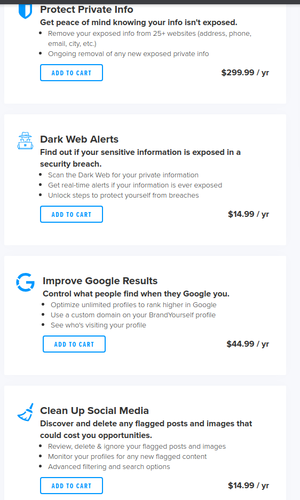 Protect Private Info
Get peace of mind knowing your info isn't exposed.
Remove your exposed info from 25+ websites (address, phone,
email, city, etc.)
Ongoing removal of any new exposed private info
ADD TO CART
$299.99 / yr
Dark Web Alerts
Find out if your sensitive information is exposed in a
security breach.
Scan the Dark Web for your private information
Get real-time alerts if your information is ever exposed
Unlock steps to protect yourself from breaches
ADD TO CART
$14.99 / yr
Improve Google Results
Control what people find when they Google you.
Optimize unlimited profiles to rank higher in Google
Use a custom domain on your BrandYourself profile
See who's visiting your profile
ADD TO CART
$44.99 / yr
Clean Up Social Media
Discover and delete any flagged posts and images that
could cost you opportunities.
Review, delete & ignore your flagged posts and images
Monitor your profiles for any new flagged content
Advanced filtering and search options
ADD TO CART
$14.99 / yr